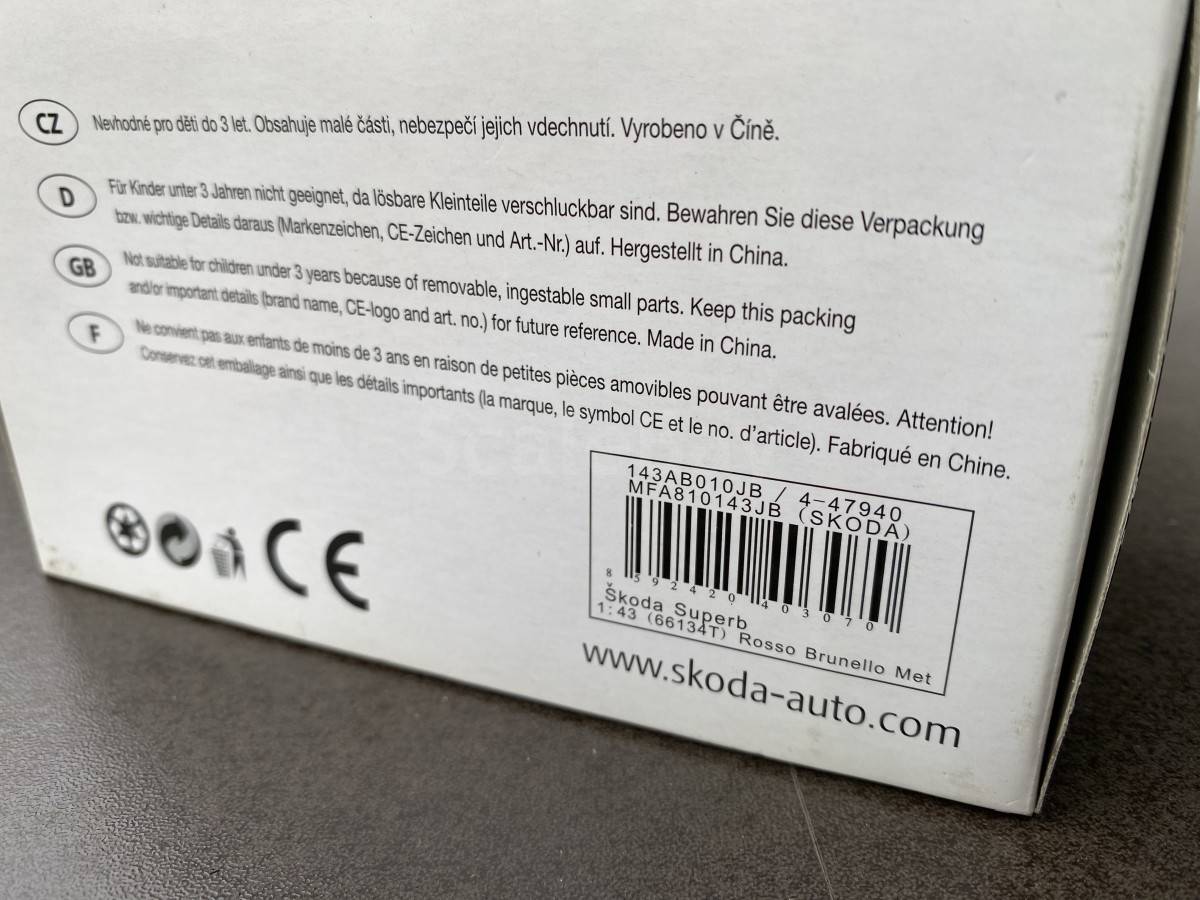 CZ Nevhodné pro děti do 3 let. Obsahuje malé části, nebezpečí jejich vdechnutí. Vyrobeno v Číně.
D Für Kinder unter 3 Jahren nicht geeignet, da lösbare Kleinteile verschluckbar sind. Bewahren Sie diese Verpackung
bzw. wichtige Details daraus (Markenzeichen, CE-Zeichen und Art.-Nr.) auf. Hergestellt in China.
GB Not suitable for children under 3 years because of removable, ingestable small parts. Keep this packing
and/or important details (brand name, CE-logo and art. no.) for future reference. Made in China.
F Ne convient pas aux enfants de moins de 3 ans en raison de petites pièces amovibles pouvant être avalées. Attention!
Conservez cet emballage ainsi que les détails importants (la marque, le symbol CE et le no. d'article). Fabriqué en Chine.
CE
143AB010JB / 4-47940
MFA810143JB (SKODA)
8 592420 403070
Škoda Superb
1:43 (66134T) Rosso Brunello Met
www.skoda-auto.com